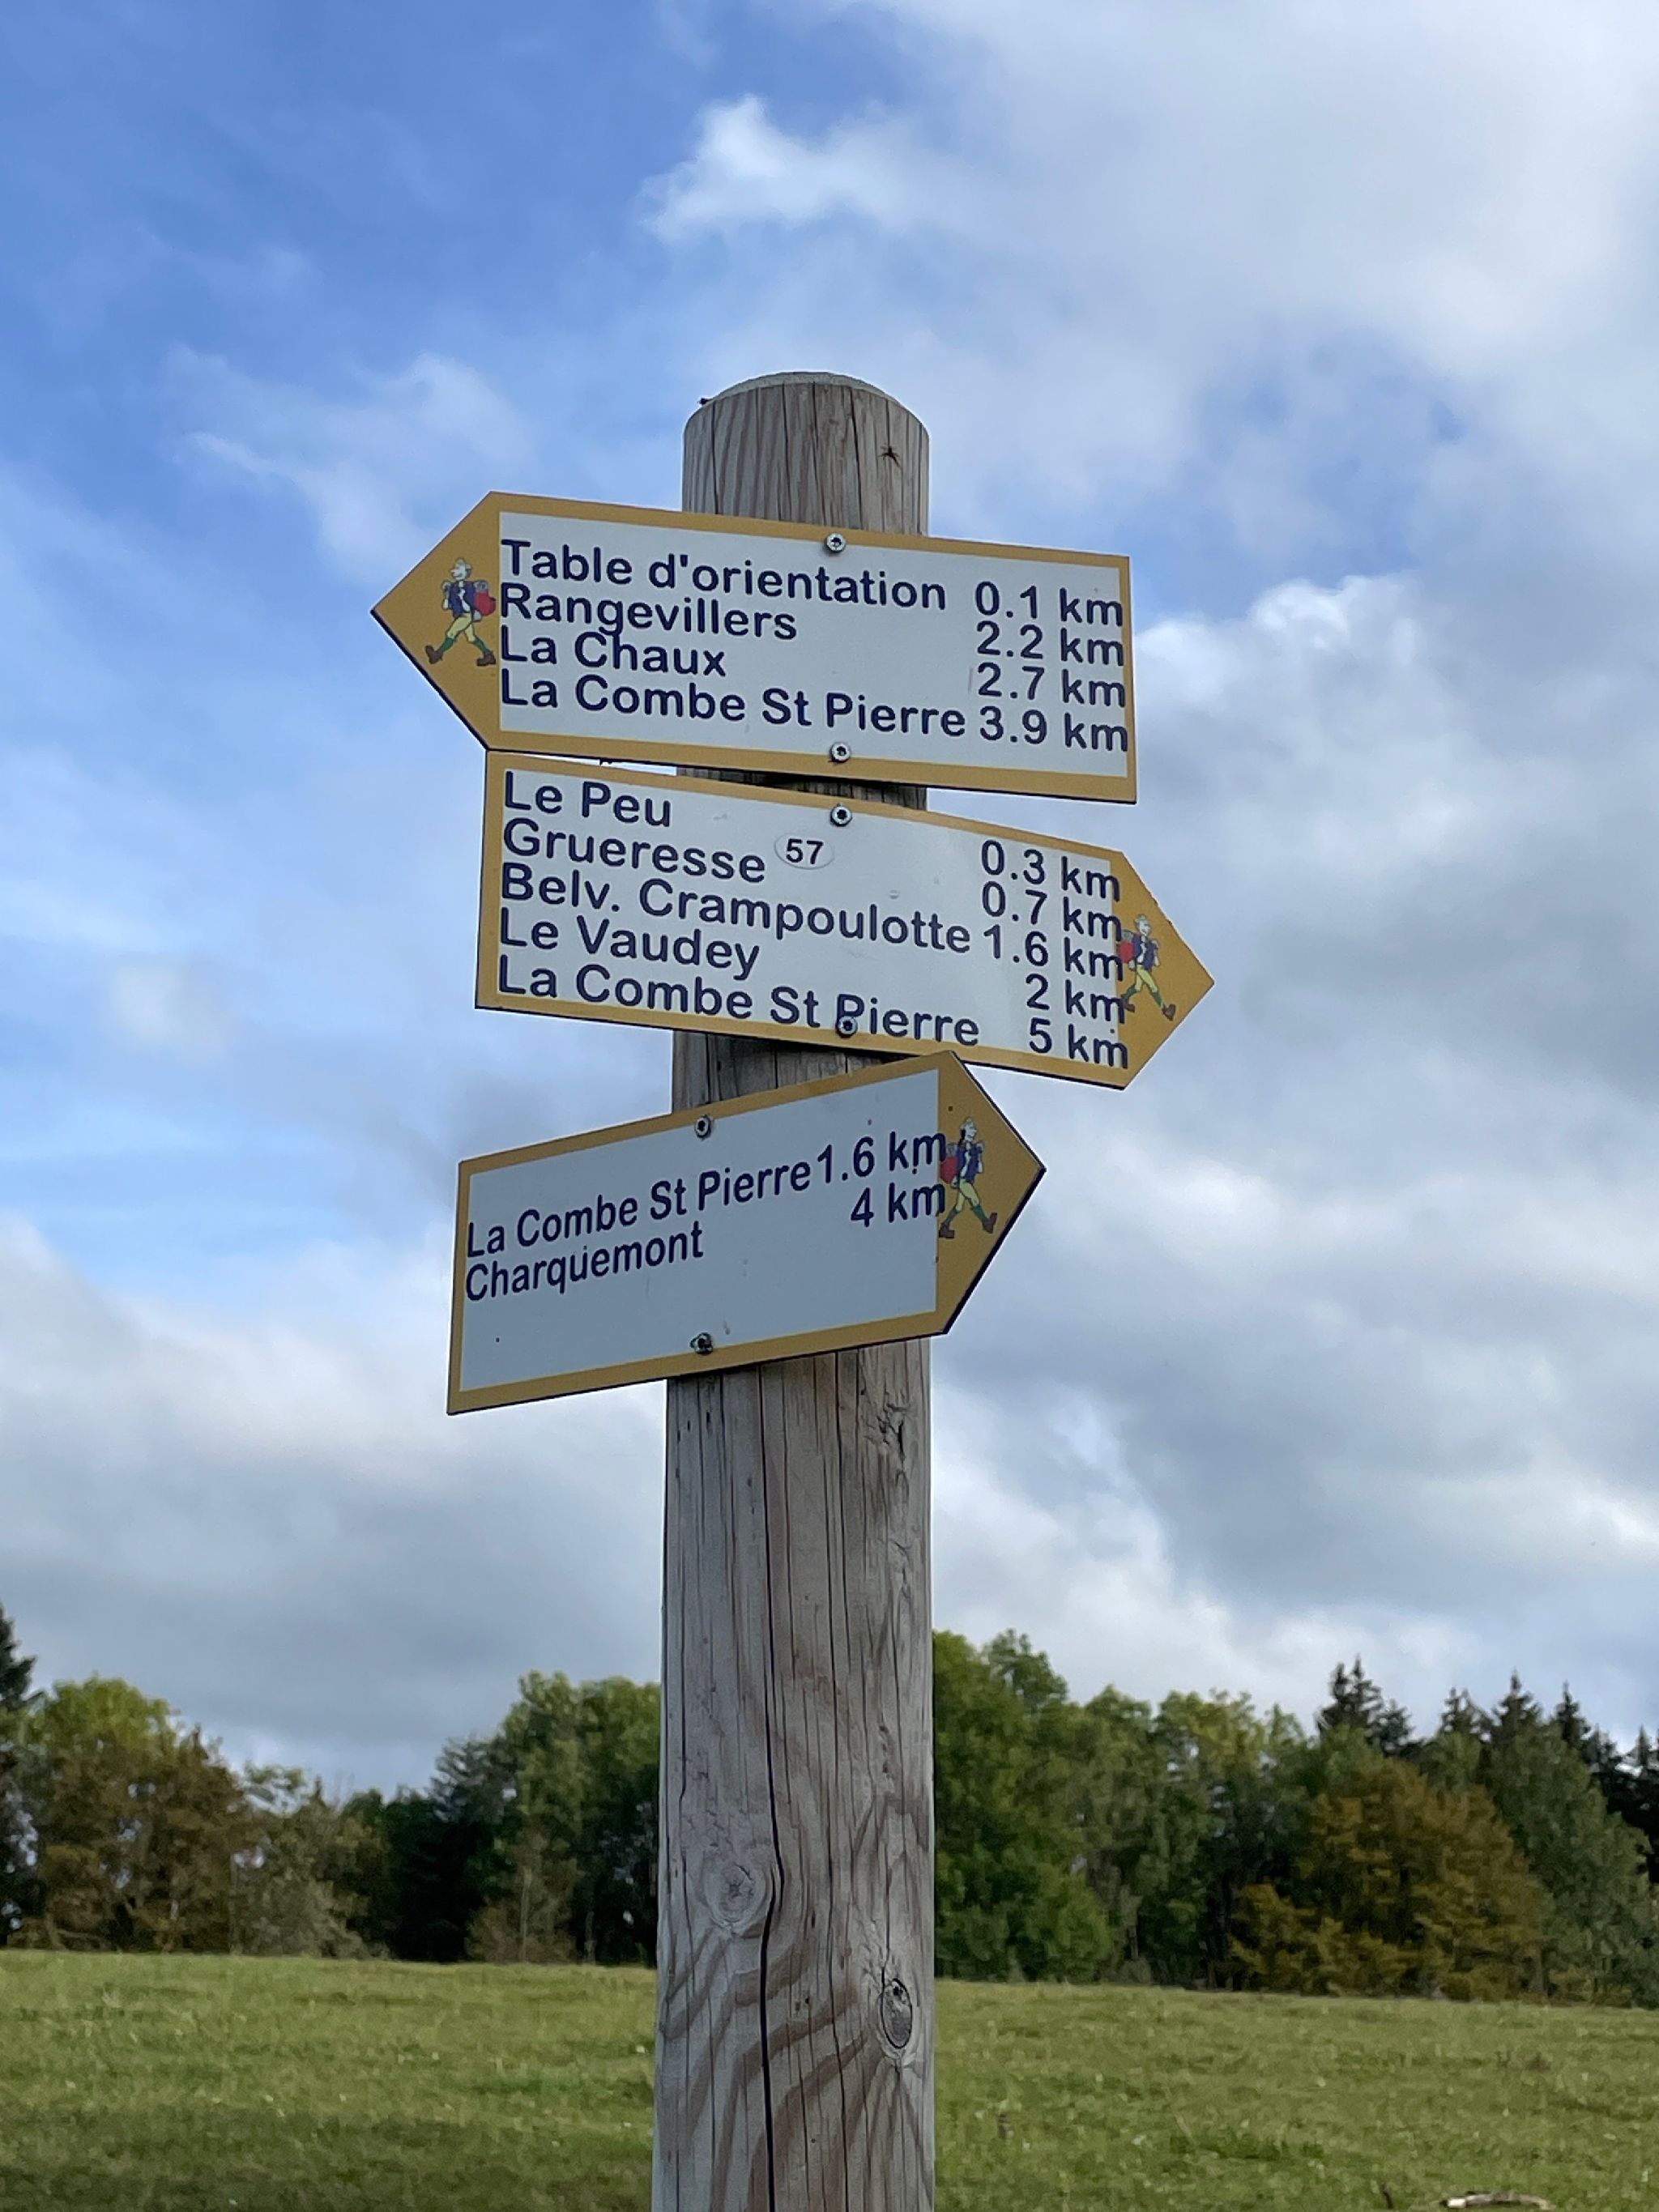 Table d'orientation 0.1 km
Rangevillers 2.2 km
La Chaux 2.7 km
La Combe St Pierre 3.9 km
Le Peu 0.3 km
Grueresse 57 0.7 km
Belv. Crampoulotte 1.6 km
Le Vaudey 2 km
La Combe St Pierre 5 km
La Combe St Pierre 1.6 km
Charquemont 4 km